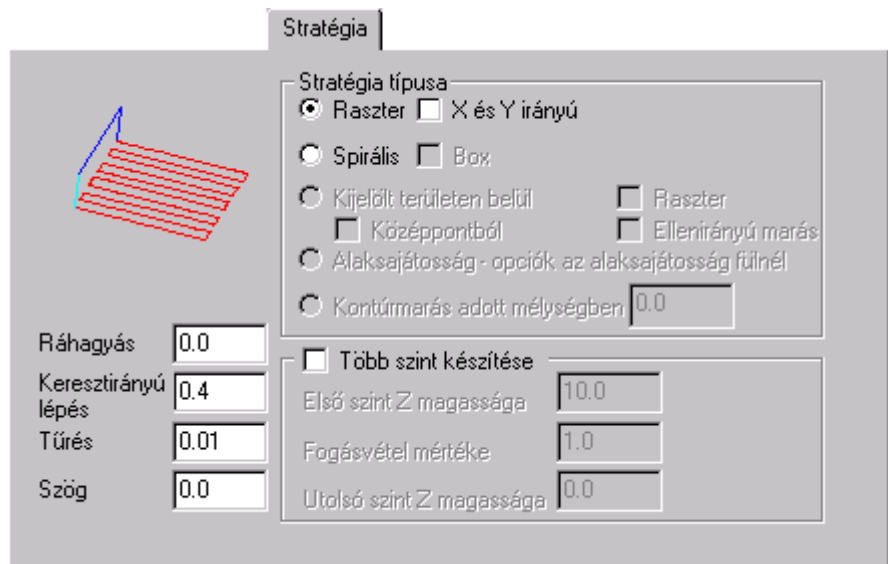 Stratégia
Stratégia típusa
Raszter X és Y irányú
Spirális Box
Kijelölt területen belül Raszter
Középpontból Ellenirányú marás
Alaksajátosság - opciók az alaksajátosság fülnél
Kontúrmarás adott mélységben 0.0
Ráhagyás 0.0
Keresztirányú
lépés 0.4
Tűrés 0.01
Szög 0.0
Több szint készítése
Első szint Z magassága 10.0
Fogásvétel mértéke 1.0
Utolsó szint Z magassága 0.0